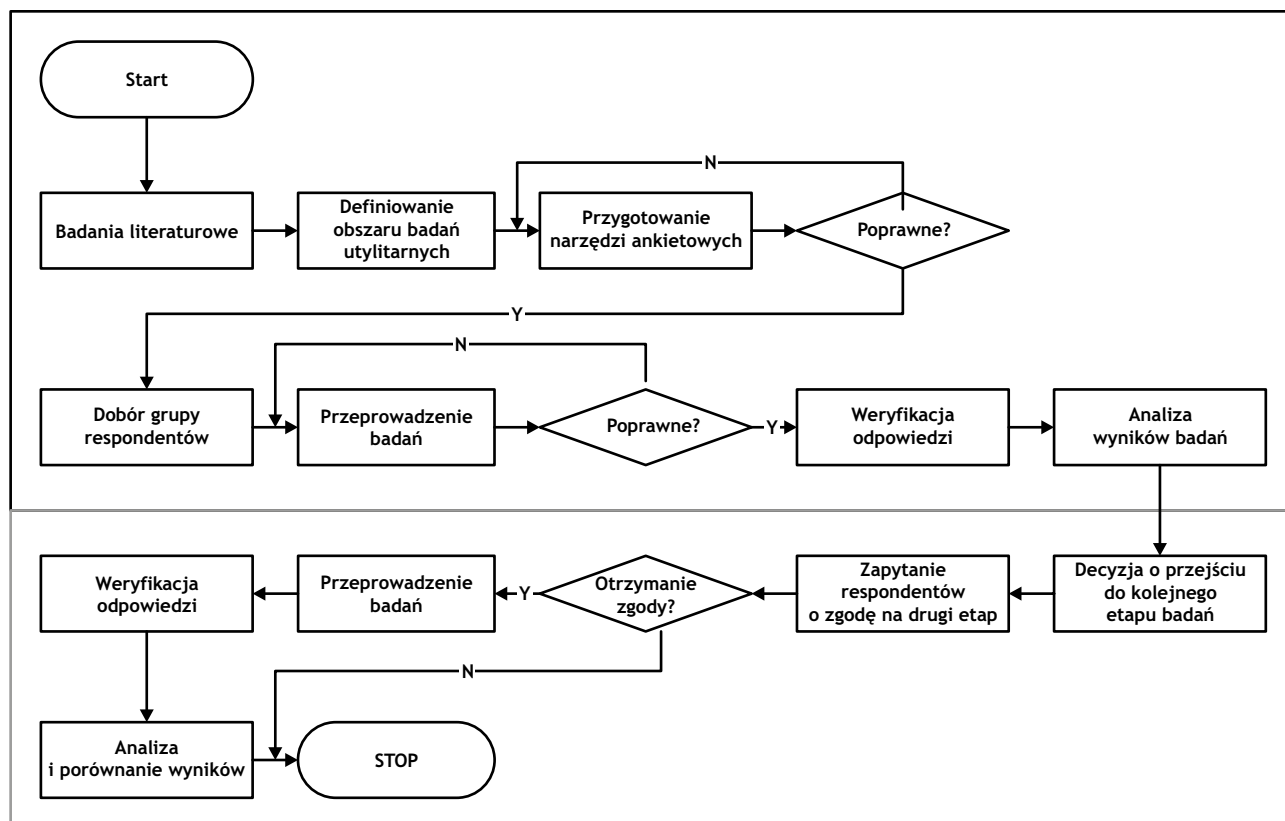 Start
N
Badania literaturowe
Definiowanie
obszaru badań
utylitarnych
Przygotowanie
narzędzi ankietowych
Poprawne?
Y
N
Dobór grupy
respondentów
Przeprowadzenie
badań
Poprawne?
Y
Weryfikacja
odpowiedzi
Analiza
wyników badań
Decyzja o przejściu
do kolejnego
etapu badań
Zapytanie
respondentów
o zgodę na drugi etap
Otrzymanie
zgody?
Y
Przeprowadzenie
badań
Weryfikacja
odpowiedzi
N
Analiza
i porównanie wyników
STOP